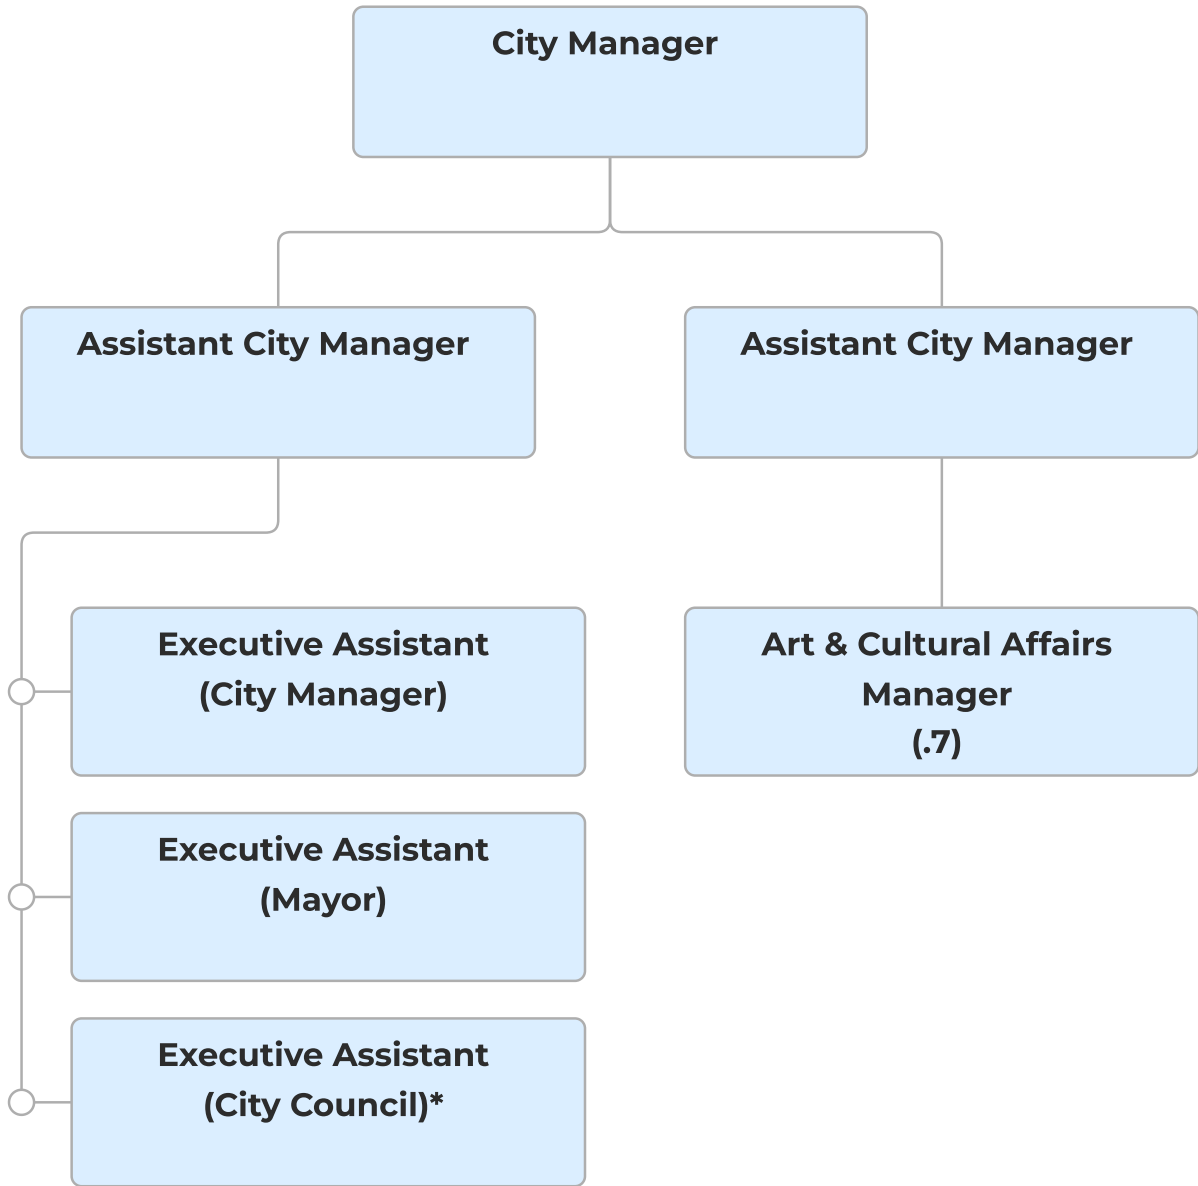 City Manager
Assistant City Manager
Assistant City Manager
Executive Assistant
(City Manager)
Art & Cultural Affairs
Manager
(.7)
Executive Assistant
(Mayor)
Executive Assistant
(City Council)*